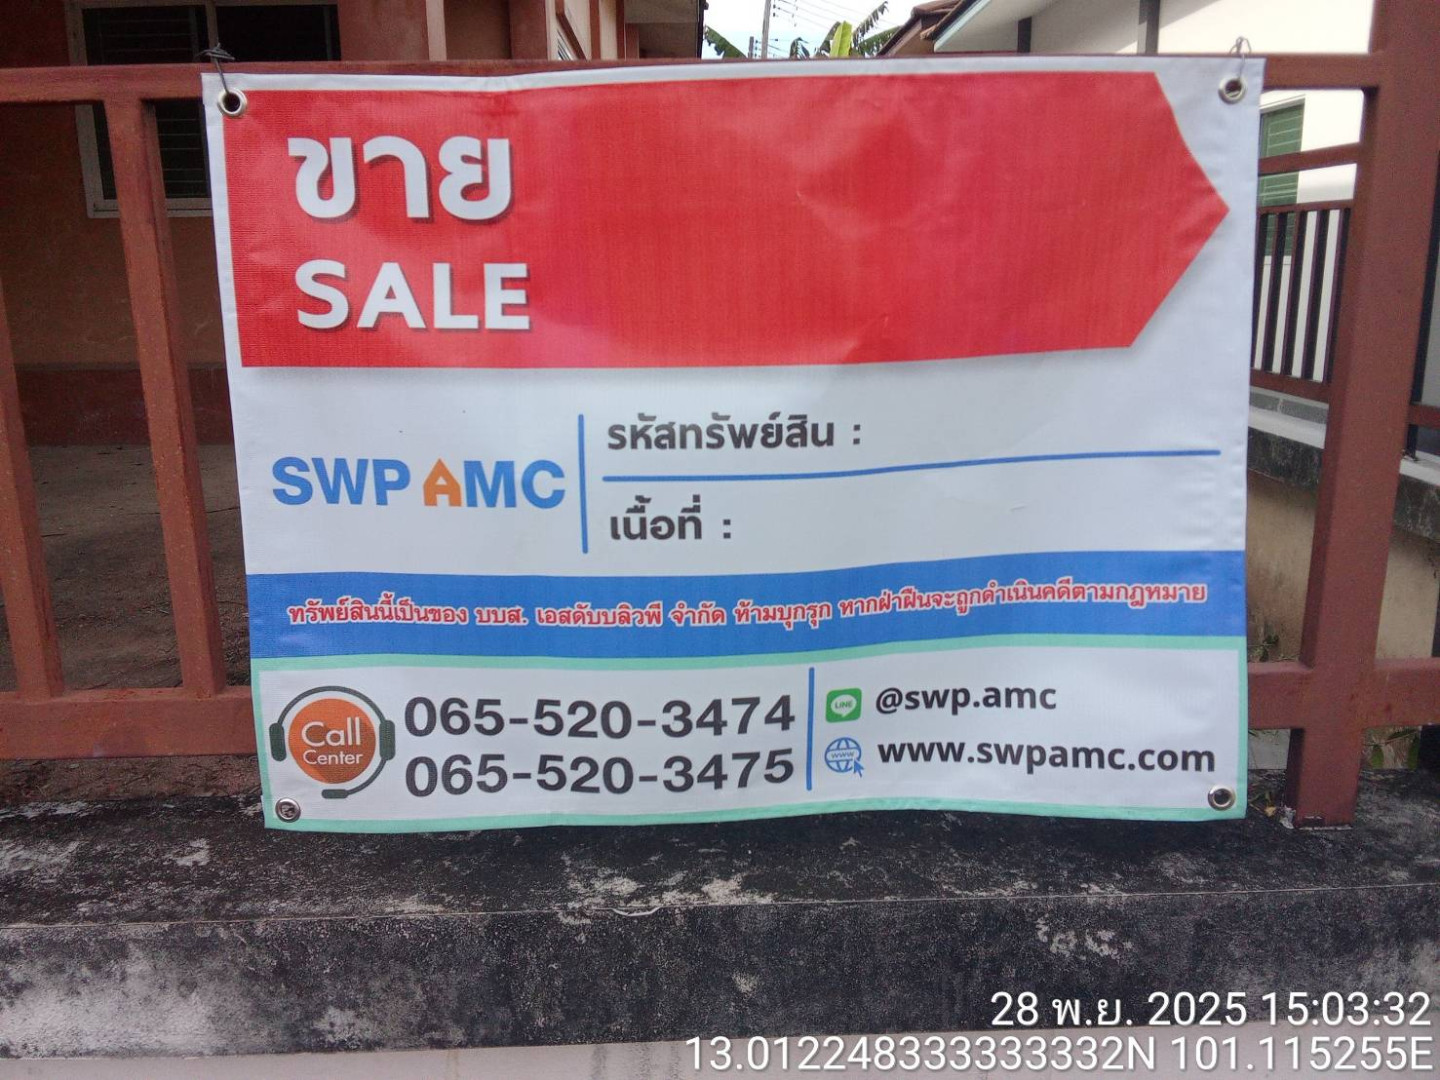 ขาย
SALE
SWP AMC
รหัสทรัพย์สิน :
เนื้อที่ :
ทรัพย์สินนี้เป็นของ บบส. เอสดับบลิวพี จำกัด ห้ามบุกรุก หากฝ่าฝืนจะถูกดำเนินคดีตามกฎหมาย
Call
Center
065-520-3474
065-520-3475
LINE
@swp.amc
www
www.swpamc.com
28 พ.ย. 2025 15:03:32
13.012248333333332N 101.115255E